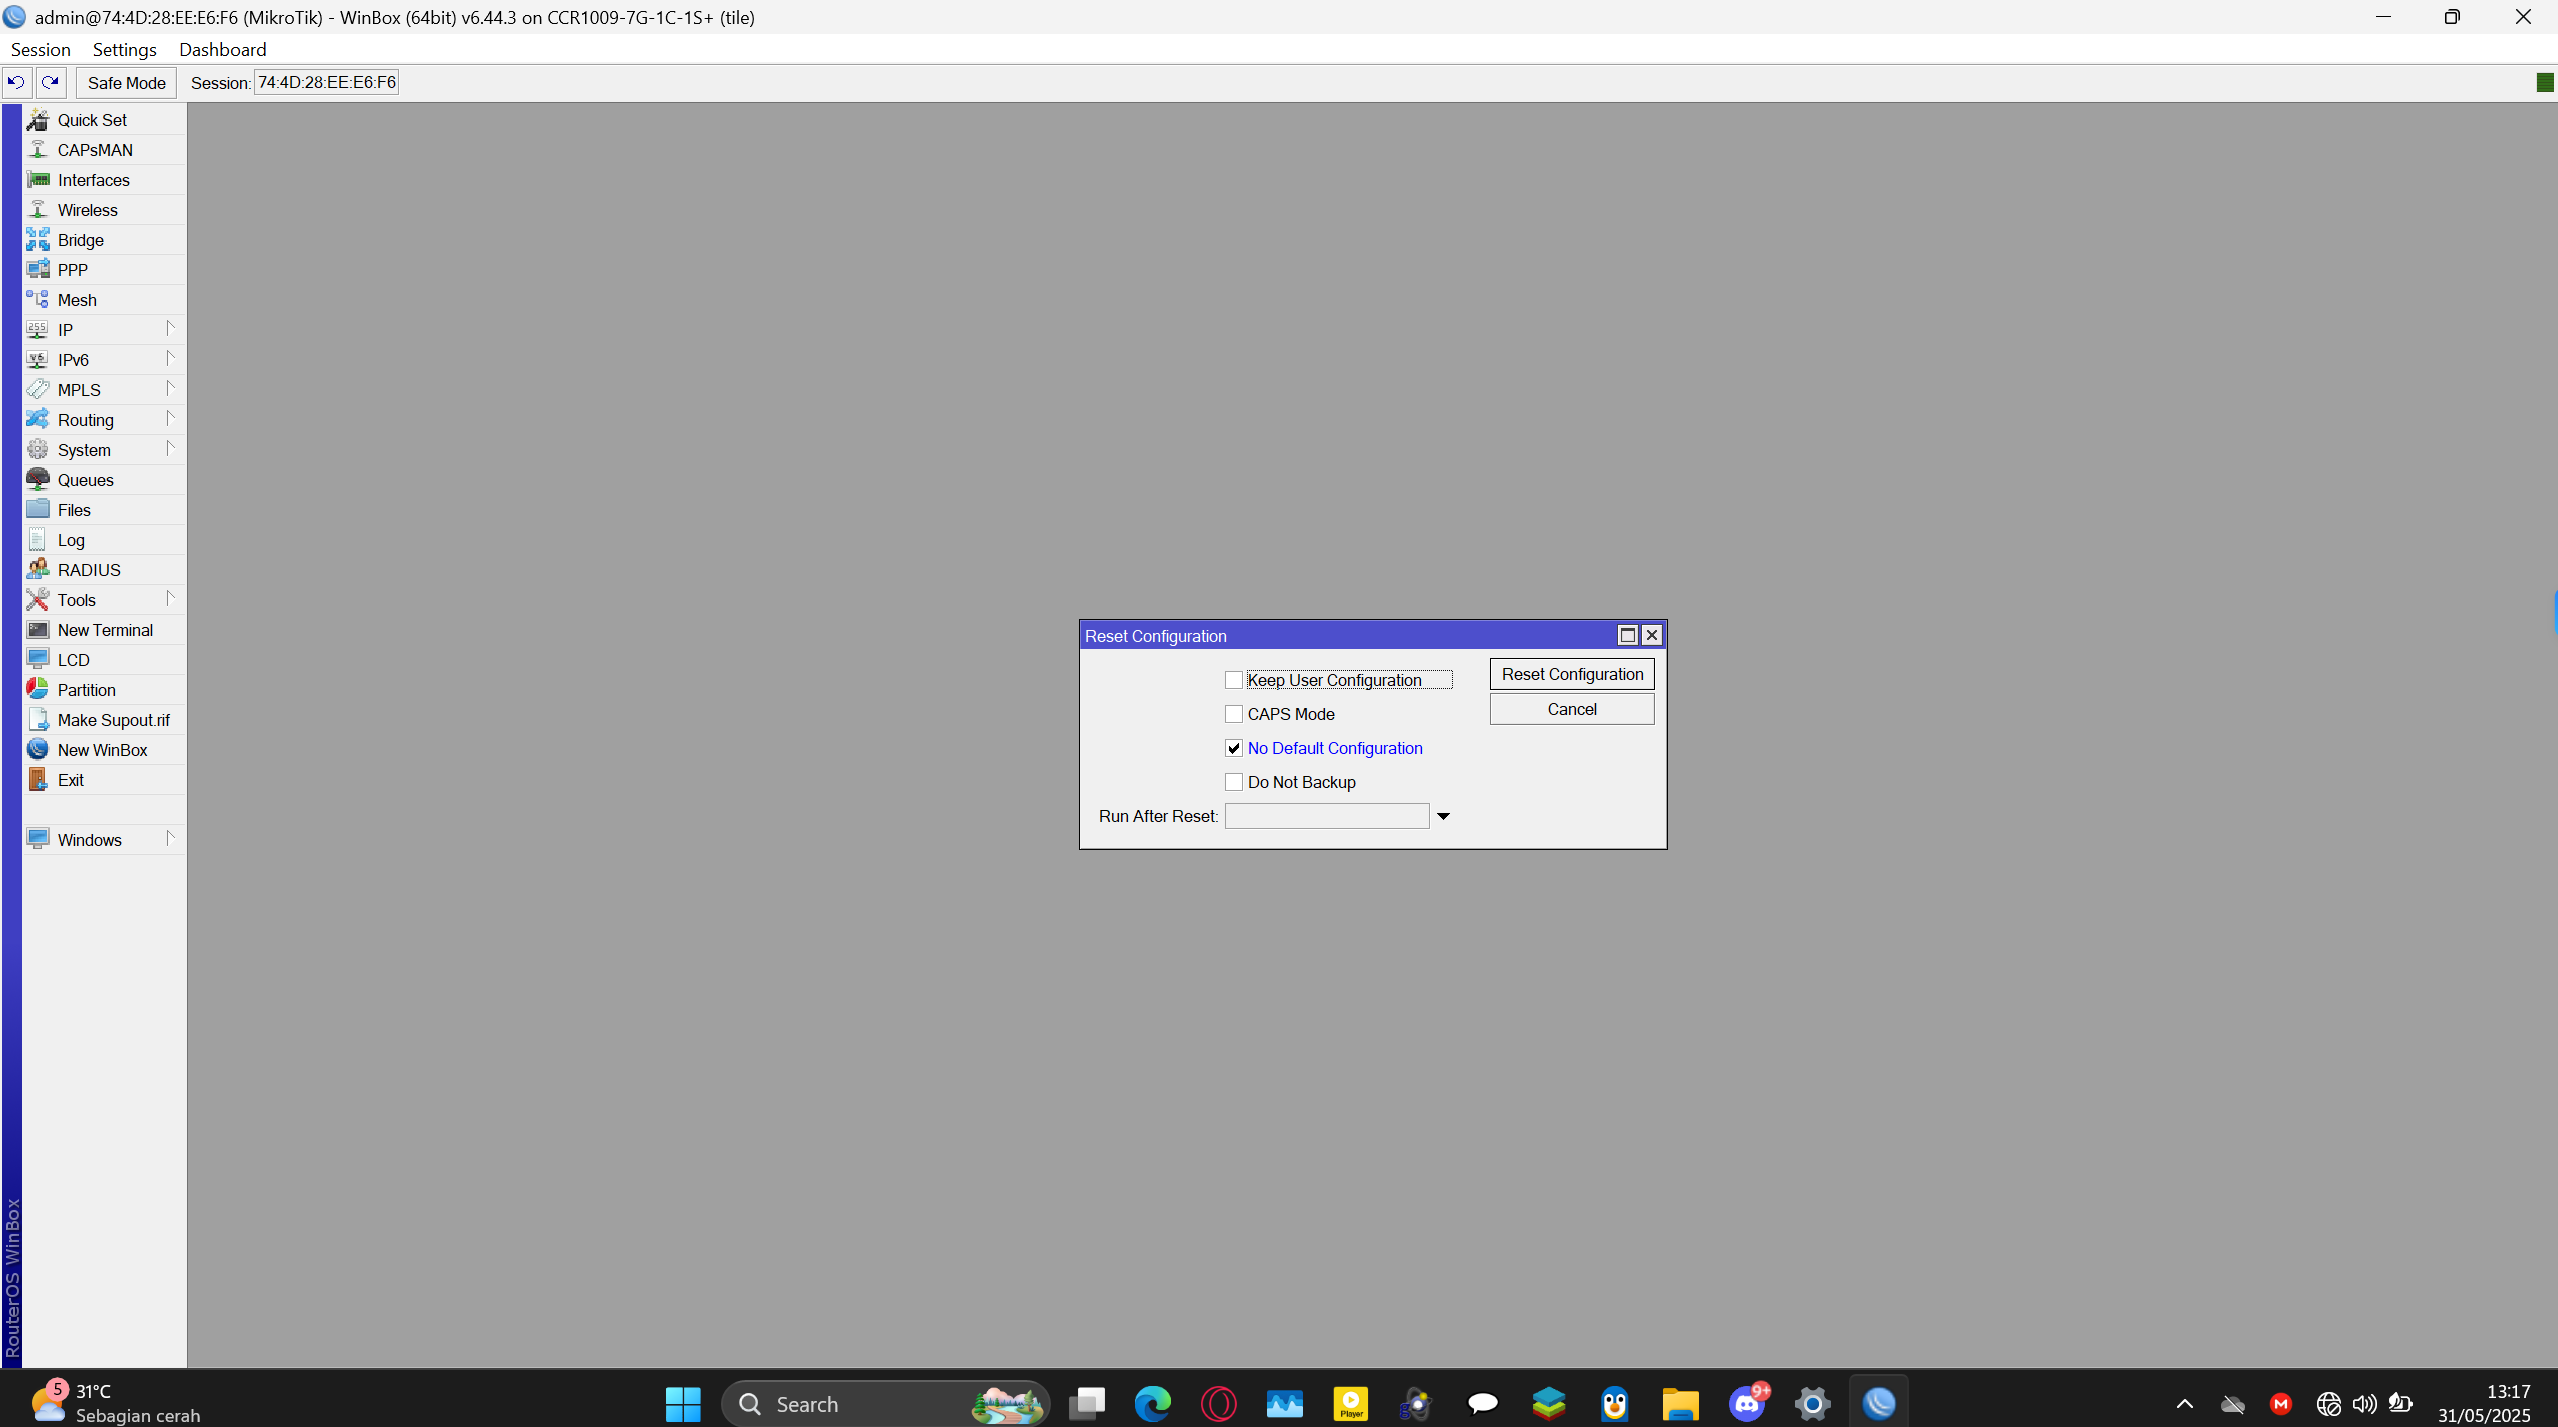 admin@74:4D:28:EE:E6:F6 (MikroTik) - WinBox (64bit) v6.44.3 on CCR1009-7G-1C-1S+ (tile)
Session Settings Dashboard
Safe Mode Session: 74:4D:28:EE:E6:F6
Quick Set
CAPsMAN
Interfaces
Wireless
Bridge
PPP
Mesh
255 IP
v6 IPv6
MPLS
Routing
System
Queues
Files
Log
RADIUS
Tools
New Terminal
LCD
Partition
Make Supout.rif
New WinBox
Exit
Windows
RouterOS WinBox
Reset Configuration
Keep User Configuration
CAPS Mode
No Default Configuration
Do Not Backup
Run After Reset:
Reset Configuration
Cancel
5 31°C
Sebagian cerah
Search
Player
9+
M
13:17
31/05/2025